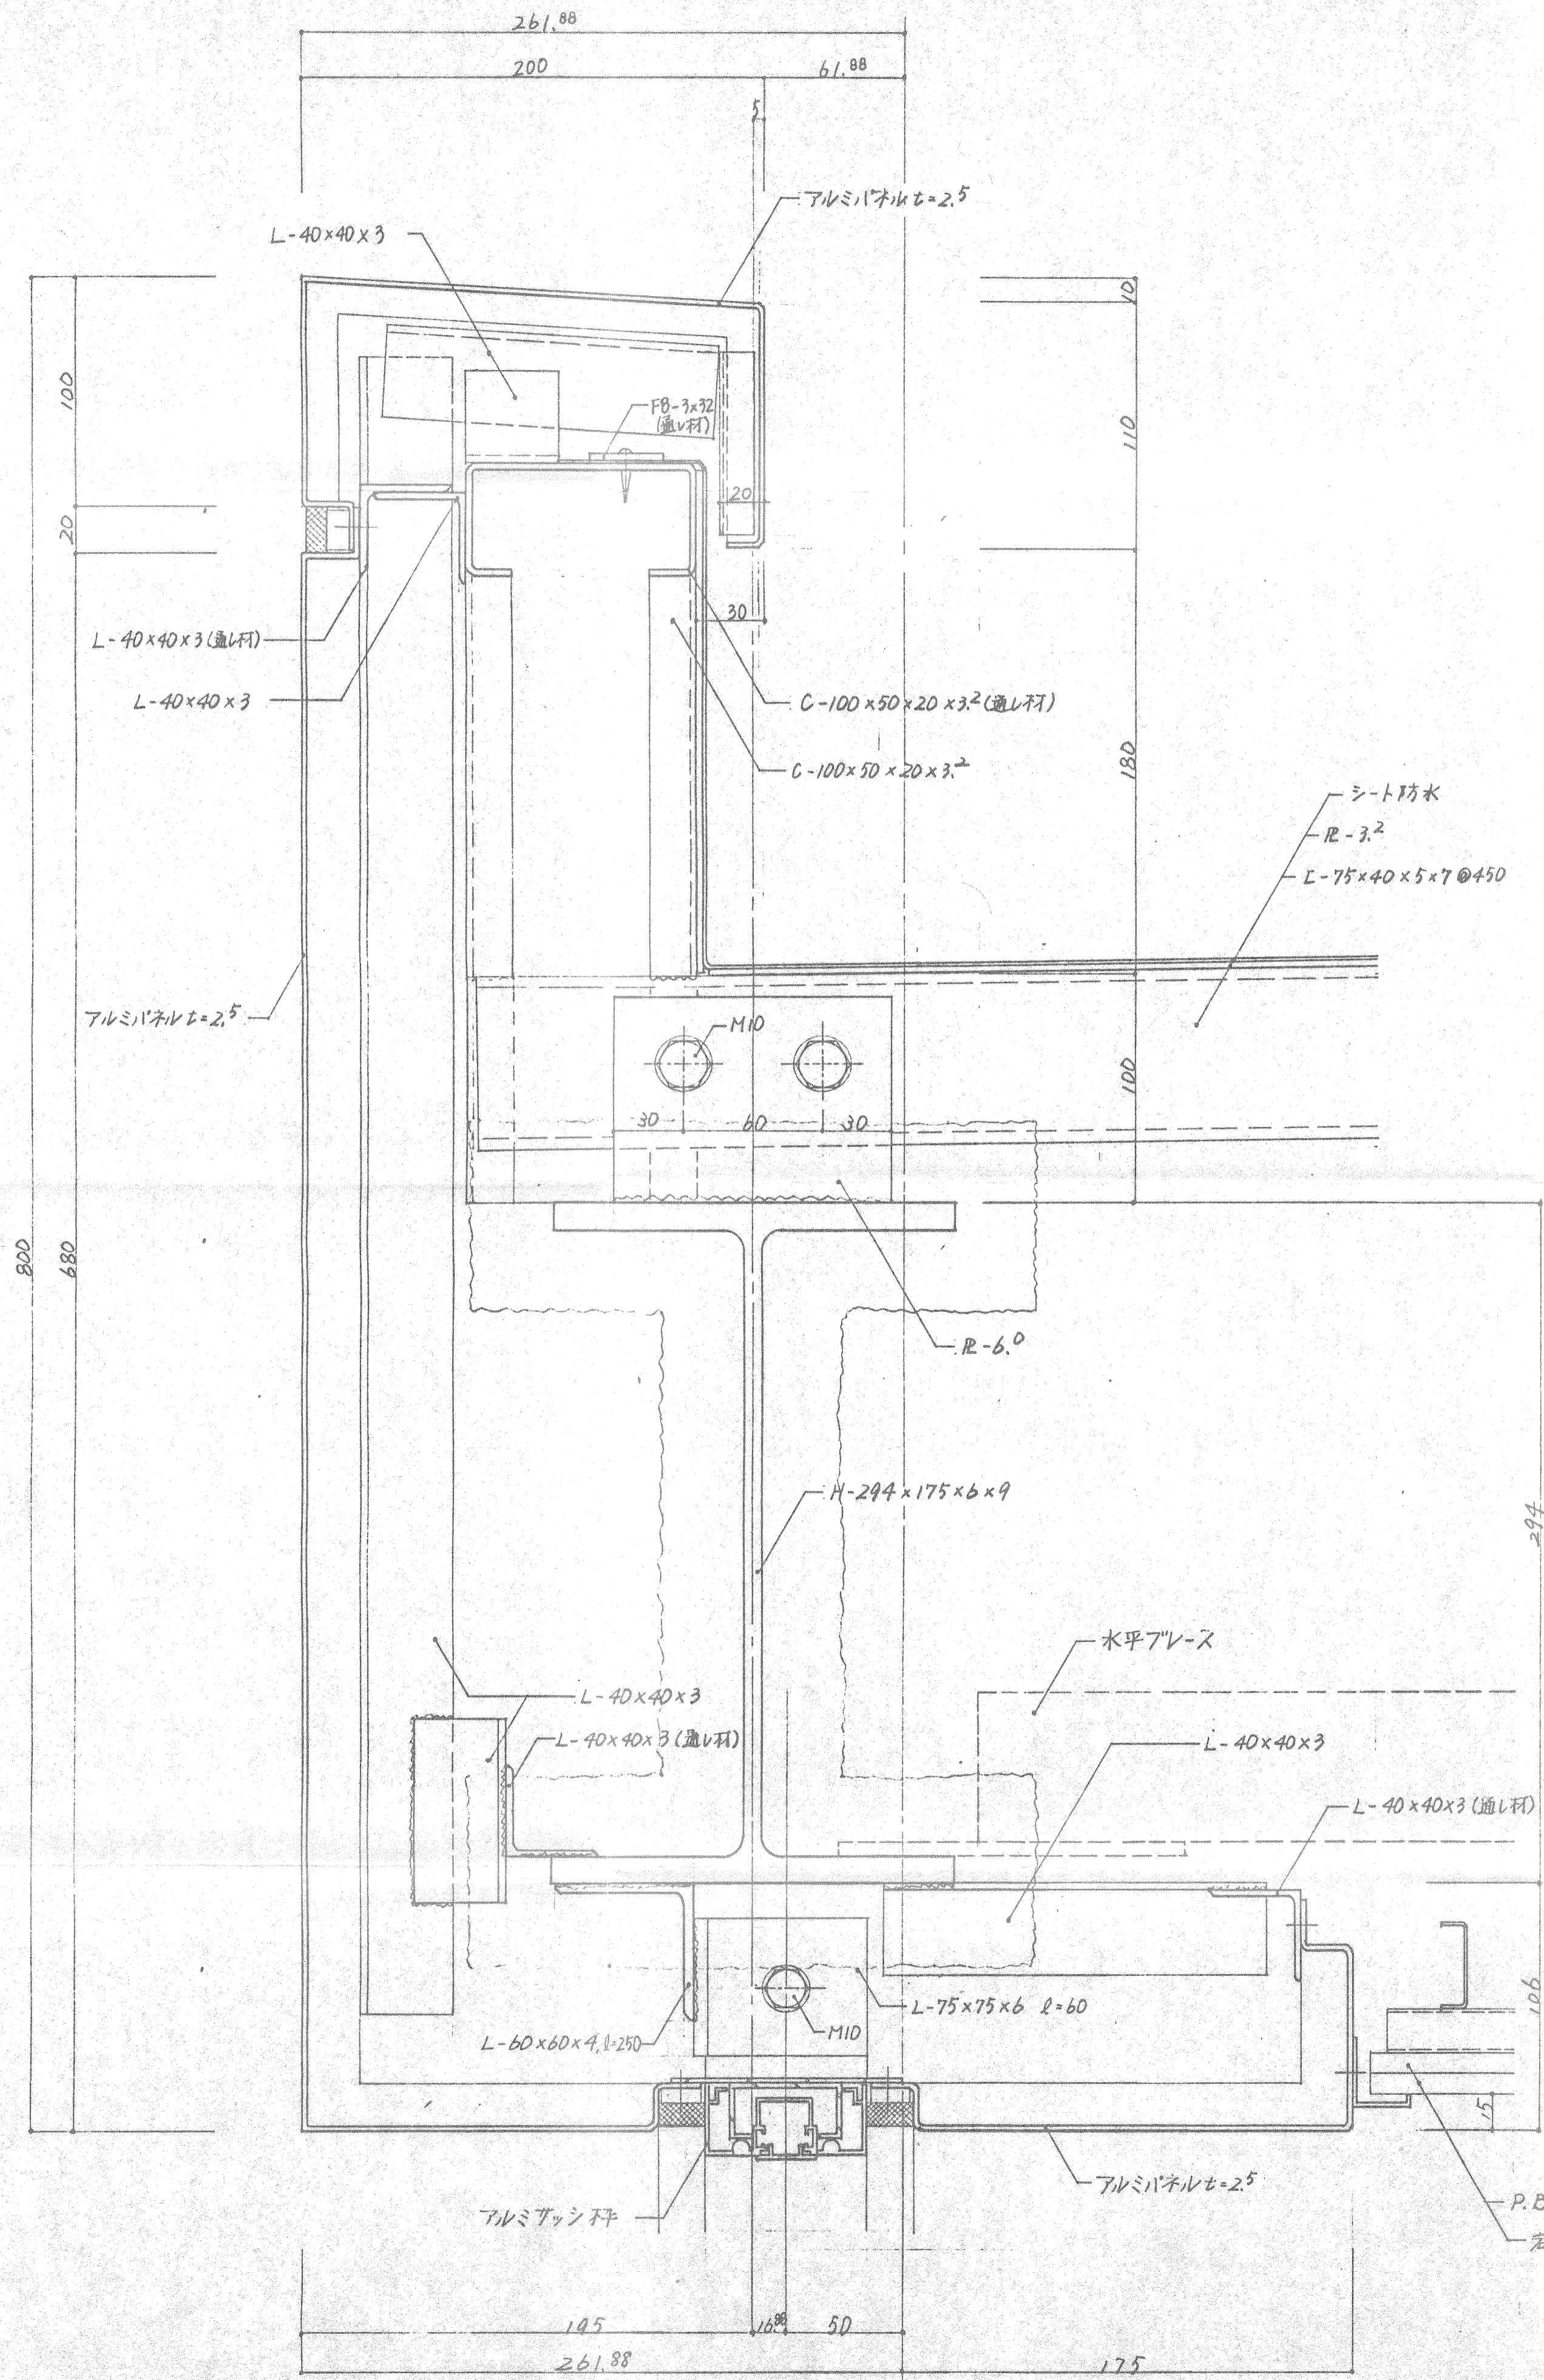 261.88
200
61.88
5
アルミパネル t=2.5
L-40×40×3
10
100
FB-3×32
(通し材)
110
20
20
30
L-40×40×3(通し材)
L-40×40×3
C-100×50×20×3.2(通し材)
C-100×50×20×3.2
180
シート防水
PL-3.2
[-75×40×5×7 @450
アルミパネル t=2.5
M10
100
30
60
30
800
680
PL-6.0
H-294×175×6×9
294
水平ブレース
L-40×40×3
L-40×40×3(通し材)
L-40×40×3
L-40×40×3(通し材)
L-75×75×6 ℓ=60
M10
L-60×60×4, ℓ=250
106
15
アルミパネル t=2.5
アルミサッシ枠
P.B
195
16.88
50
261.88
175